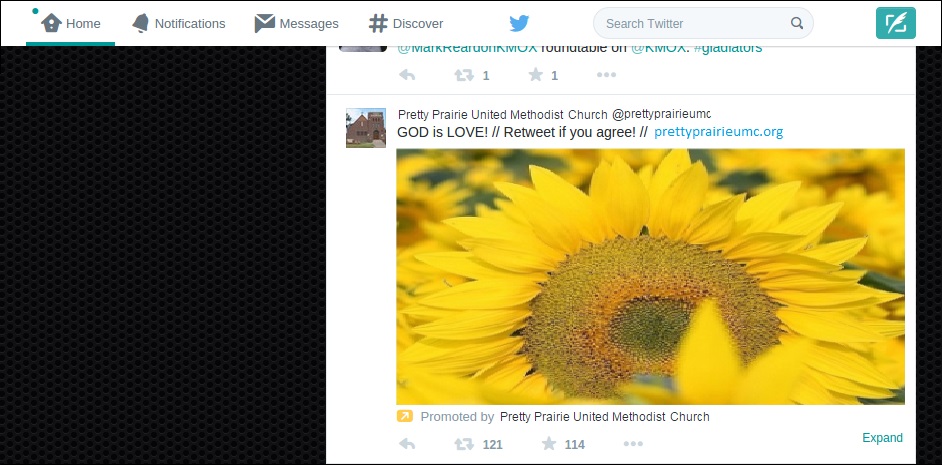 Home Notifications Messages # Discover Search Twitter
@MarkReardonKMOX roundtable on @KMOX. #gladiators
1 1
Pretty Prairie United Methodist Church @prettyprairieumc
GOD is LOVE! // Retweet if you agree! // prettyprairieumc.org
Promoted by Pretty Prairie United Methodist Church
121 114 Expand